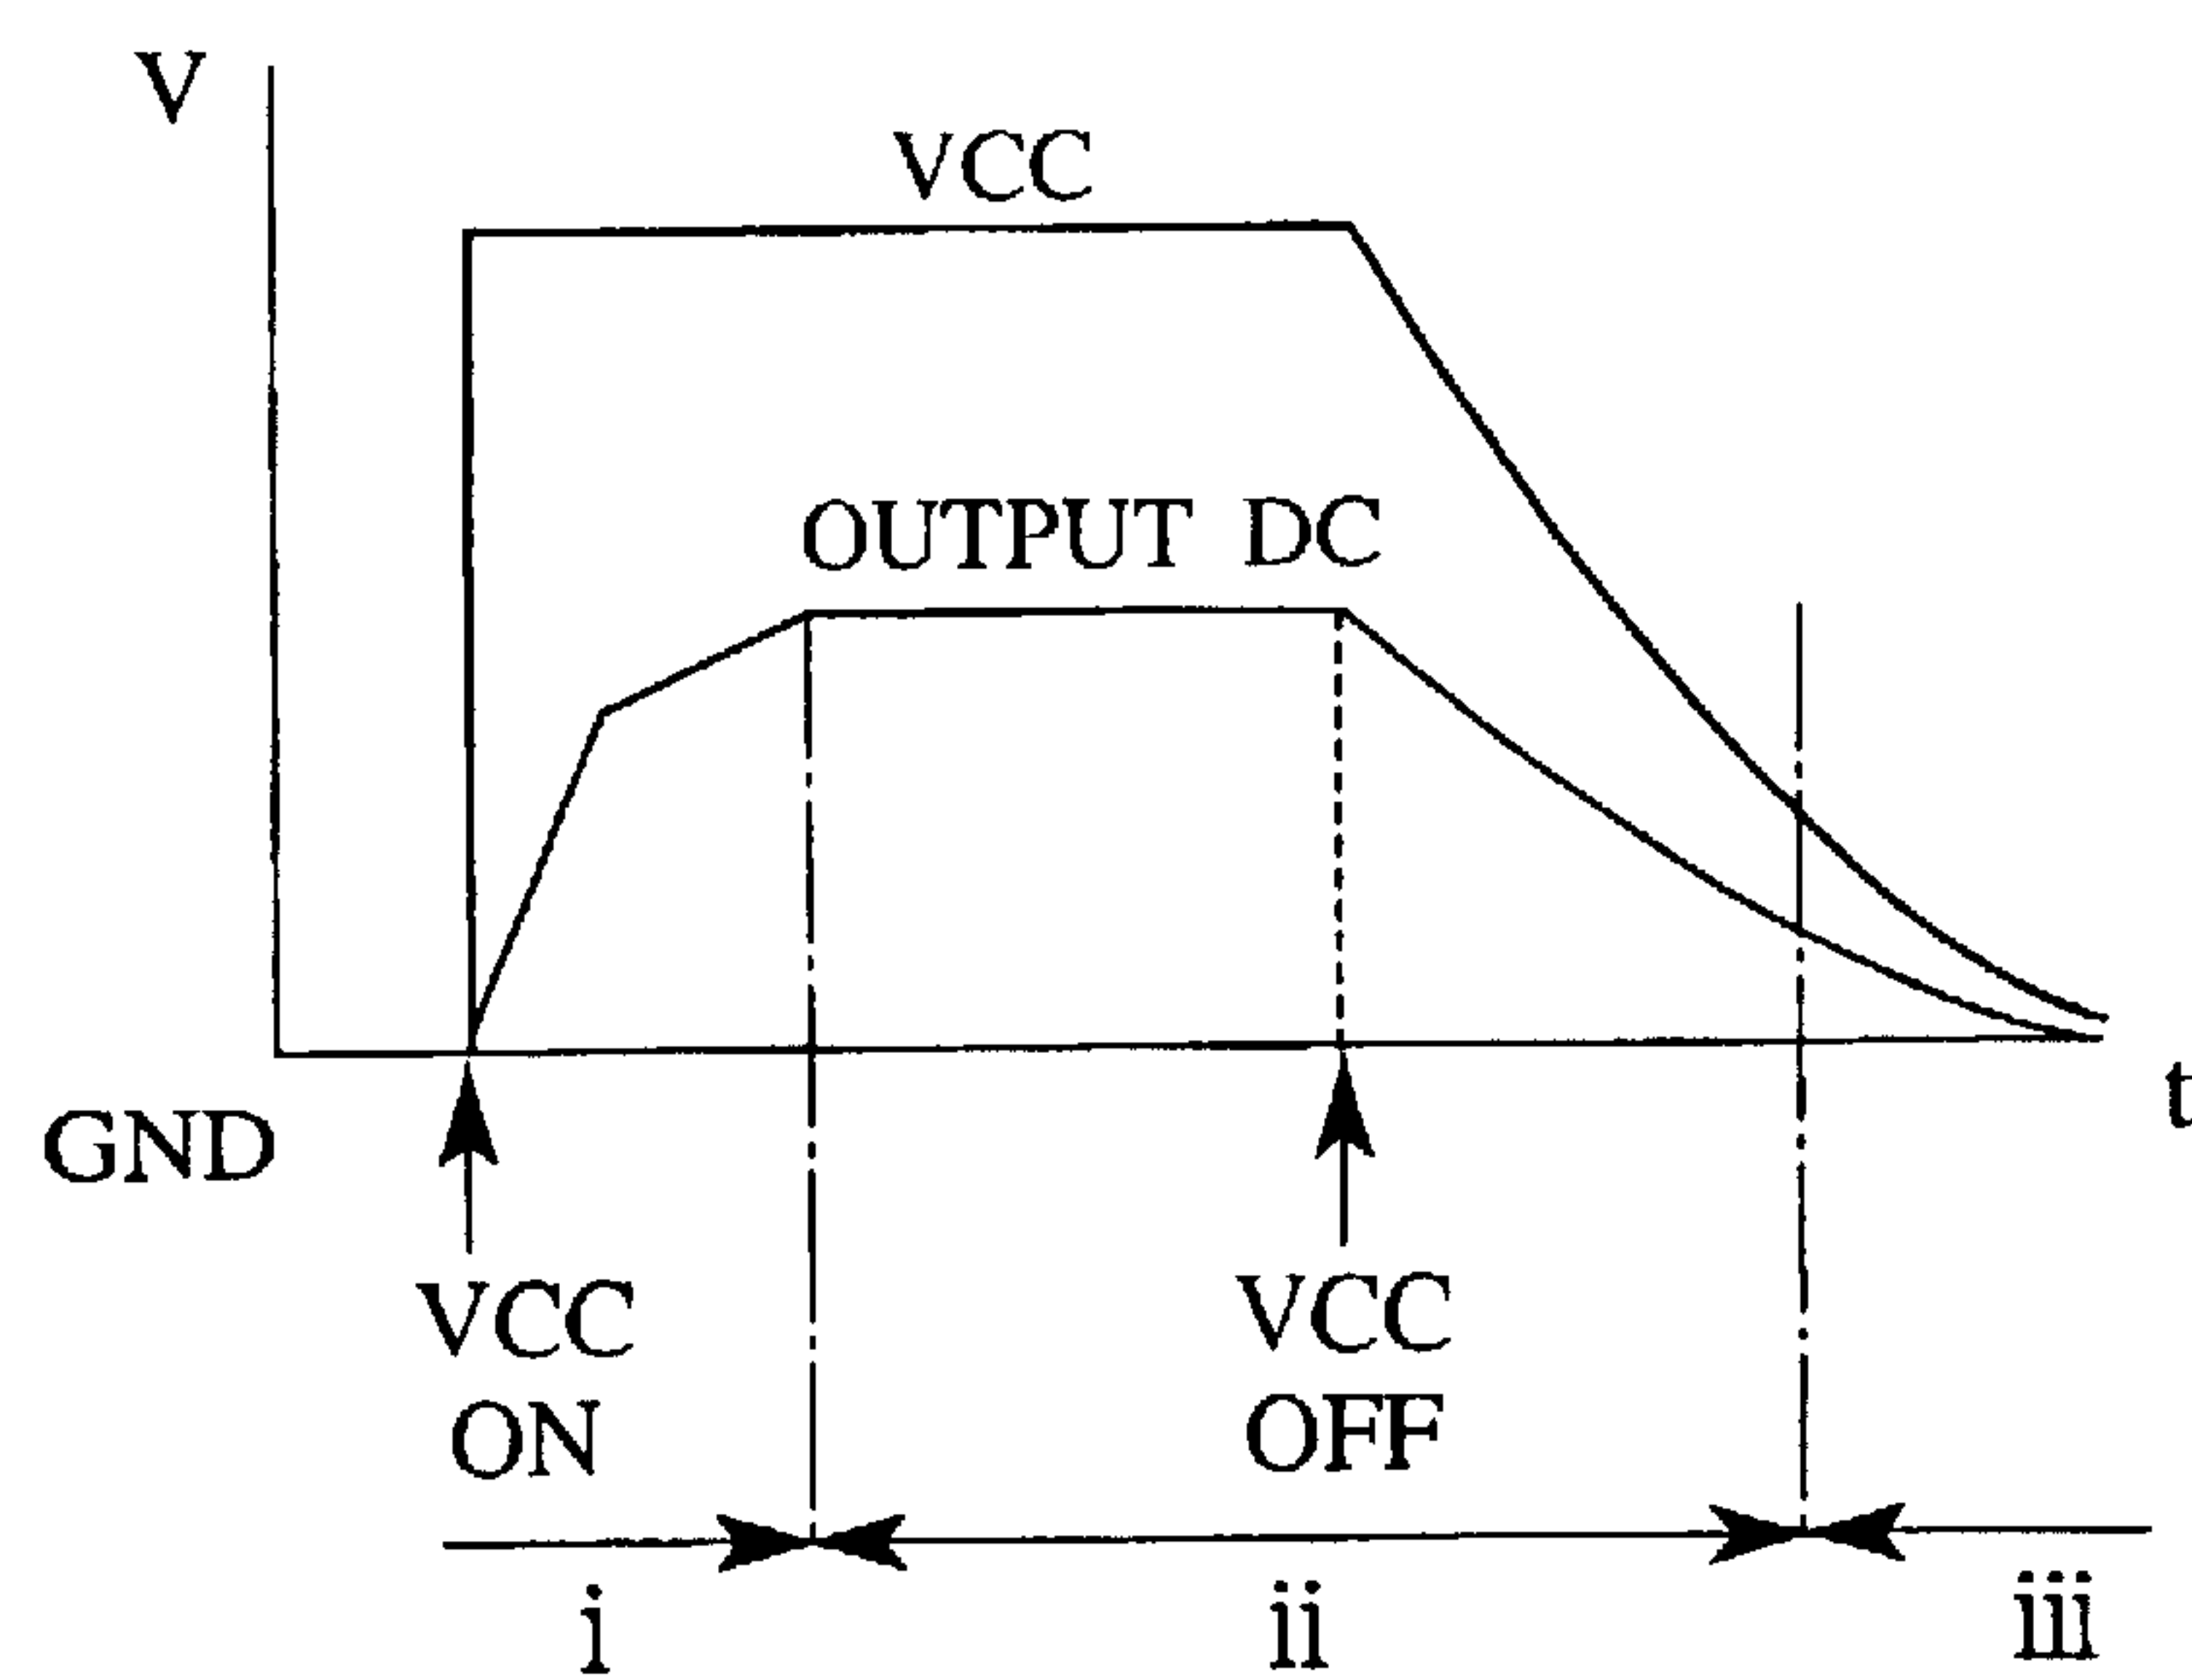 V
VCC
OUTPUT DC
GND
t
VCC
ON
VCC
OFF
i
ii
iii